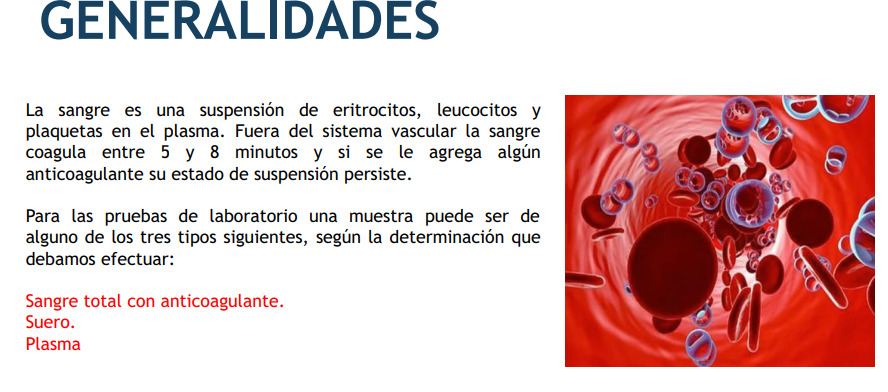 GENERALIDADES
La sangre es una suspensión de eritrocitos, leucocitos y
plaquetas en el plasma. Fuera del sistema vascular la sangre
coagula entre 5 y 8 minutos y si se le agrega algún
anticoagulante su estado de suspensión persiste.
Para las pruebas de laboratorio una muestra puede ser de
alguno de los tres tipos siguientes, según la determinación que
debamos efectuar:
Sangre total con anticoagulante.
Suero.
Plasma